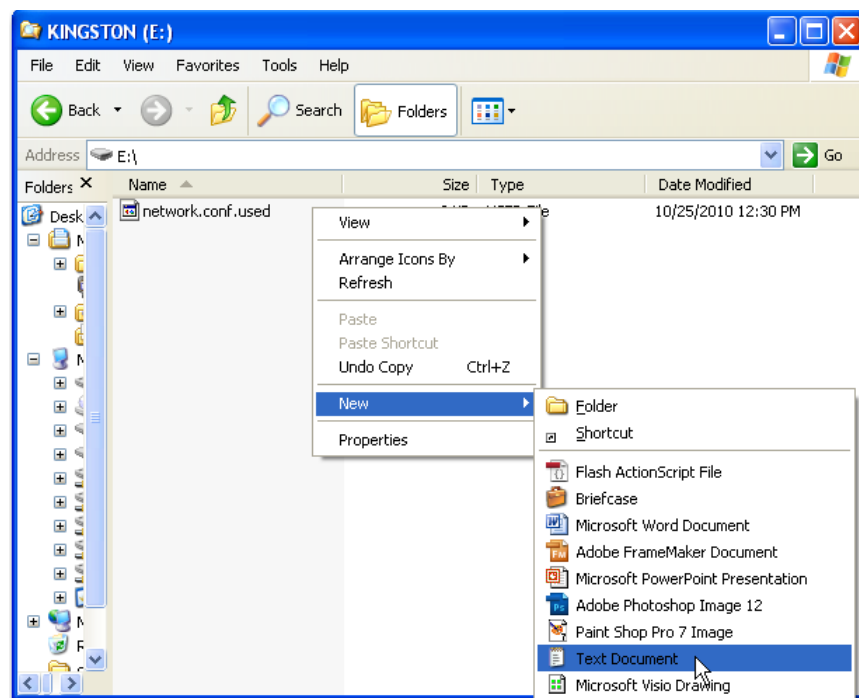 KINGSTON (E:)
File Edit View Favorites Tools Help
Back Search Folders
Address E:\ Go
Folders Name Size Type Date Modified
Desk
network.conf.used 10/25/2010 12:30 PM
View
Arrange Icons By
Refresh
Paste
Paste Shortcut
Undo Copy Ctrl+Z
New
Properties
Folder
Shortcut
Flash ActionScript File
Briefcase
Microsoft Word Document
Adobe FrameMaker Document
Microsoft PowerPoint Presentation
Adobe Photoshop Image 12
Paint Shop Pro 7 Image
Text Document
Microsoft Visio Drawing